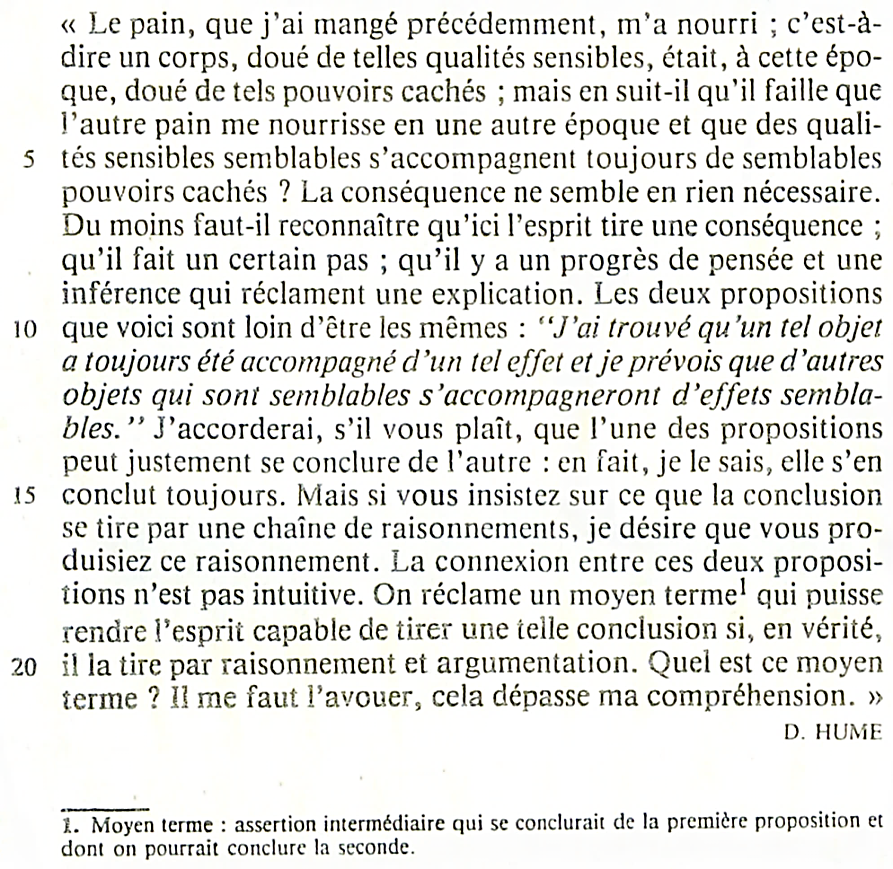 « Le pain, que j'ai mangé précédemment, m'a nourri ; c'est-à-
dire un corps, doué de telles qualités sensibles, était, à cette épo-
que, doué de tels pouvoirs cachés ; mais en suit-il qu'il faille que
l'autre pain me nourrisse en une autre époque et que des quali-
5 tés sensibles semblables s'accompagnent toujours de semblables
pouvoirs cachés ? La conséquence ne semble en rien nécessaire.
Du moins faut-il reconnaître qu'ici l'esprit tire une conséquence ;
qu'il fait un certain pas ; qu'il y a un progrès de pensée et une
inférence qui réclament une explication. Les deux propositions
10 que voici sont loin d'être les mêmes : “J'ai trouvé qu'un tel objet
a toujours été accompagné d'un tel effet et je prévois que d'autres
objets qui sont semblables s'accompagneront d'effets sembla-
bles.” J'accorderai, s'il vous plaît, que l'une des propositions
peut justement se conclure de l'autre : en fait, je le sais, elle s'en
15 conclut toujours. Mais si vous insistez sur ce que la conclusion
se tire par une chaîne de raisonnements, je désire que vous pro-
duisiez ce raisonnement. La connexion entre ces deux proposi-
tions n'est pas intuitive. On réclame un moyen terme¹ qui puisse
rendre l'esprit capable de tirer une telle conclusion si, en vérité,
20 il la tire par raisonnement et argumentation. Quel est ce moyen
terme ? Il me faut l'avouer, cela dépasse ma compréhension. »
D. HUME
1. Moyen terme : assertion intermédiaire qui se conclurait de la première proposition et
dont on pourrait conclure la seconde.